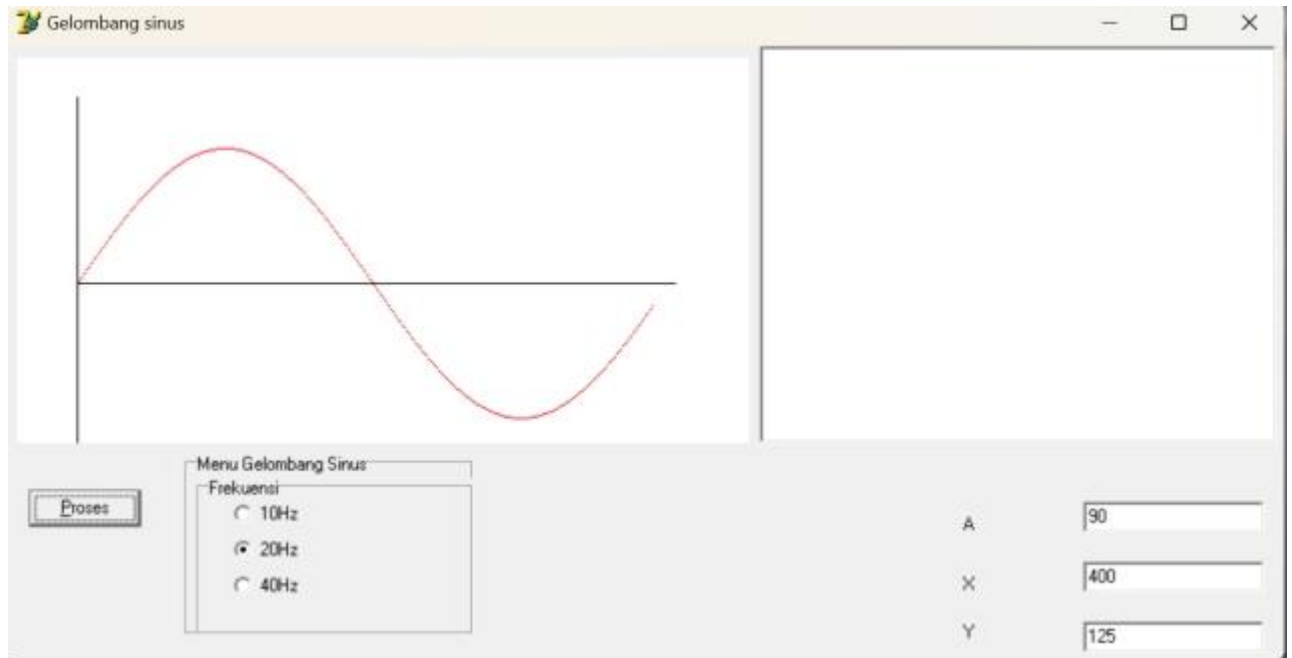 Gelombang sinus
Menu Gelombang Sinus
Frekuensi
Proses
10Hz
20Hz
40Hz
A
90
X
400
Y
125